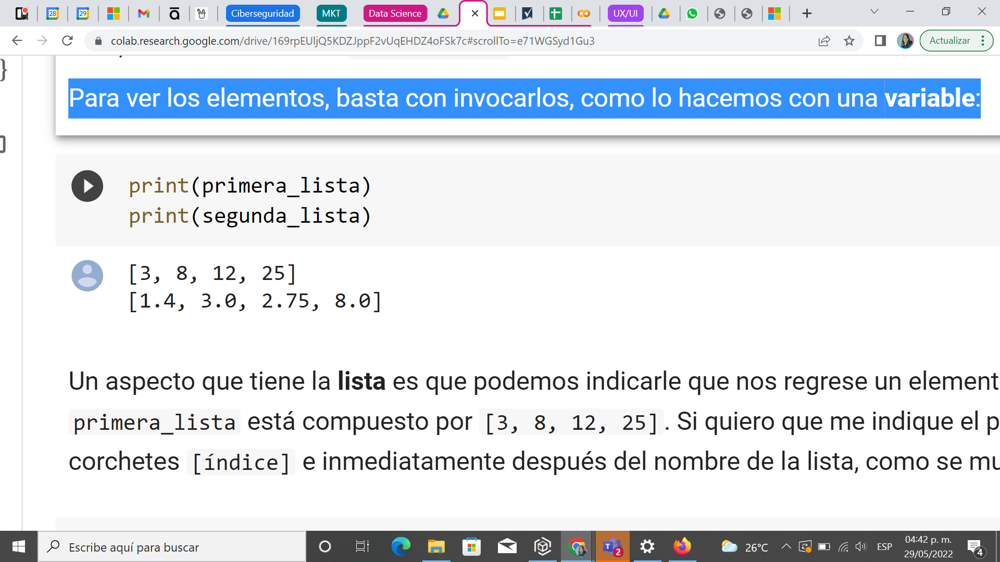 28
29
Ciberseguridad
MKT
Data Science
UX/UI
colab.research.google.com/drive/169rpEUljQ5KDZJppF2vUqEHDZ4oFSk7c#scrollTo=e71WGSyd1Gu3
Actualizar
Para ver los elementos, basta con invocarlos, como lo hacemos con una variable:
print(primera_lista)
print(segunda_lista)
[3, 8, 12, 25]
[1.4, 3.0, 2.75, 8.0]
Un aspecto que tiene la lista es que podemos indicarle que nos regrese un element
primera_lista está compuesto por [3, 8, 12, 25]. Si quiero que me indique el p
corchetes [índice] e inmediatamente después del nombre de la lista, como se mu
Escribe aquí para buscar
2
26°C
ESP
04:42 p. m.
29/05/2022
4